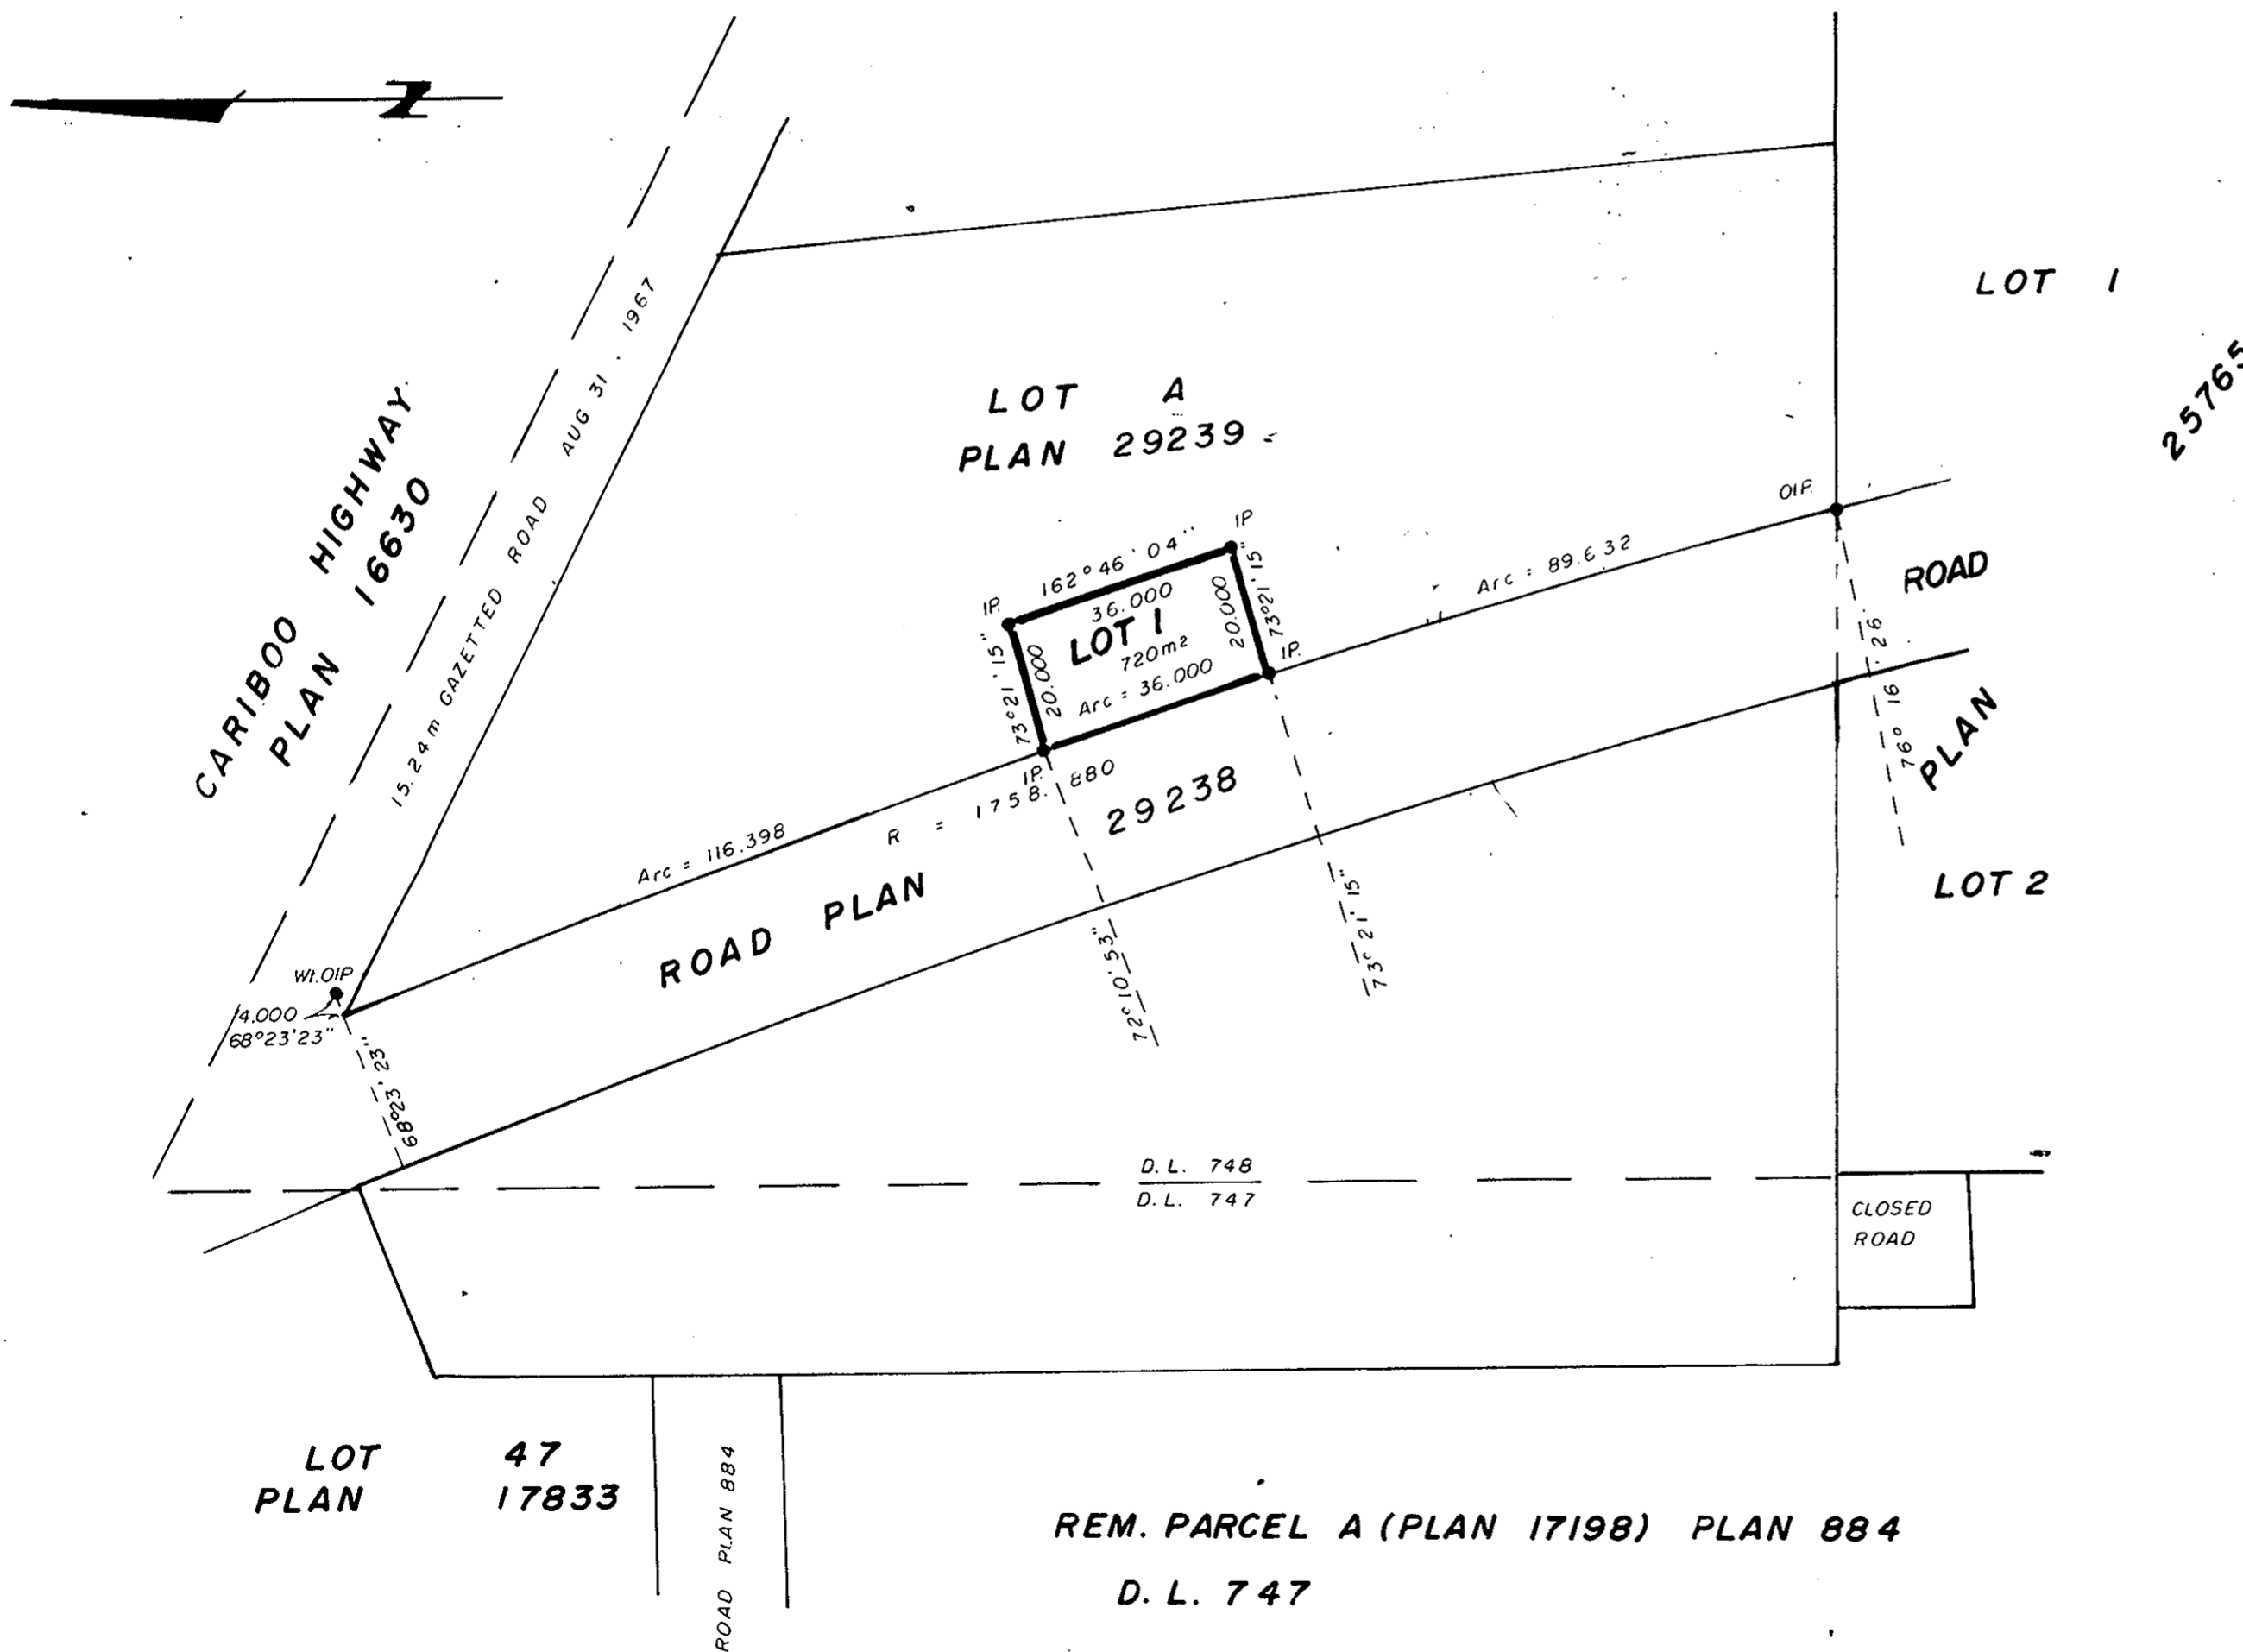 N
CARIBOO HIGHWAY
PLAN 16630
15.24 m GAZETTED ROAD AUG 31 . 1967
LOT A
PLAN 29239
LOT 1
25765
OIP.
ROAD
PLAN
76° 16' 26"
LOT 2
I.P.
162° 46' 04"
I.P.
36.000
LOT 1
720m2
Arc = 36.000
73° 21' 15"
20.000
20.000
73° 21' 15"
I.P.
I.P.
Arc = 89.632
Arc = 116.398
R = 1758.880
ROAD PLAN 29238
72° 10' 53"
73° 21' 15"
Wt. OIP
4.000
68° 23' 23"
68° 23' 23"
D. L. 748
D. L. 747
CLOSED
ROAD
LOT 47
PLAN 17833
ROAD PLAN 884
REM. PARCEL A (PLAN 17198) PLAN 884
D. L. 747